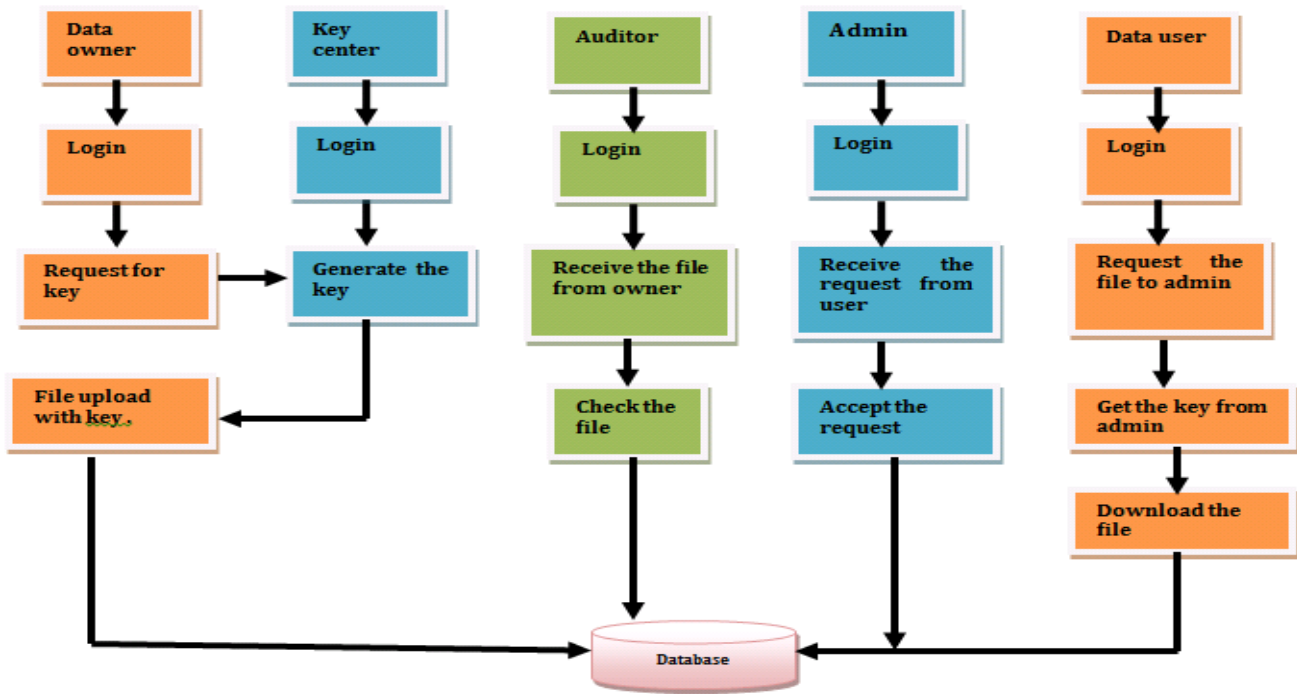 Data
owner
Key
center
Auditor
Admin
Data user
Login
Login
Login
Login
Login
Request for
key
Generate the
key
Receive the file
from owner
Receive the
request from
user
Request the
file to admin
File upload
with key .
Check the
file
Accept the
request
Get the key from
admin
Download the
file
Database